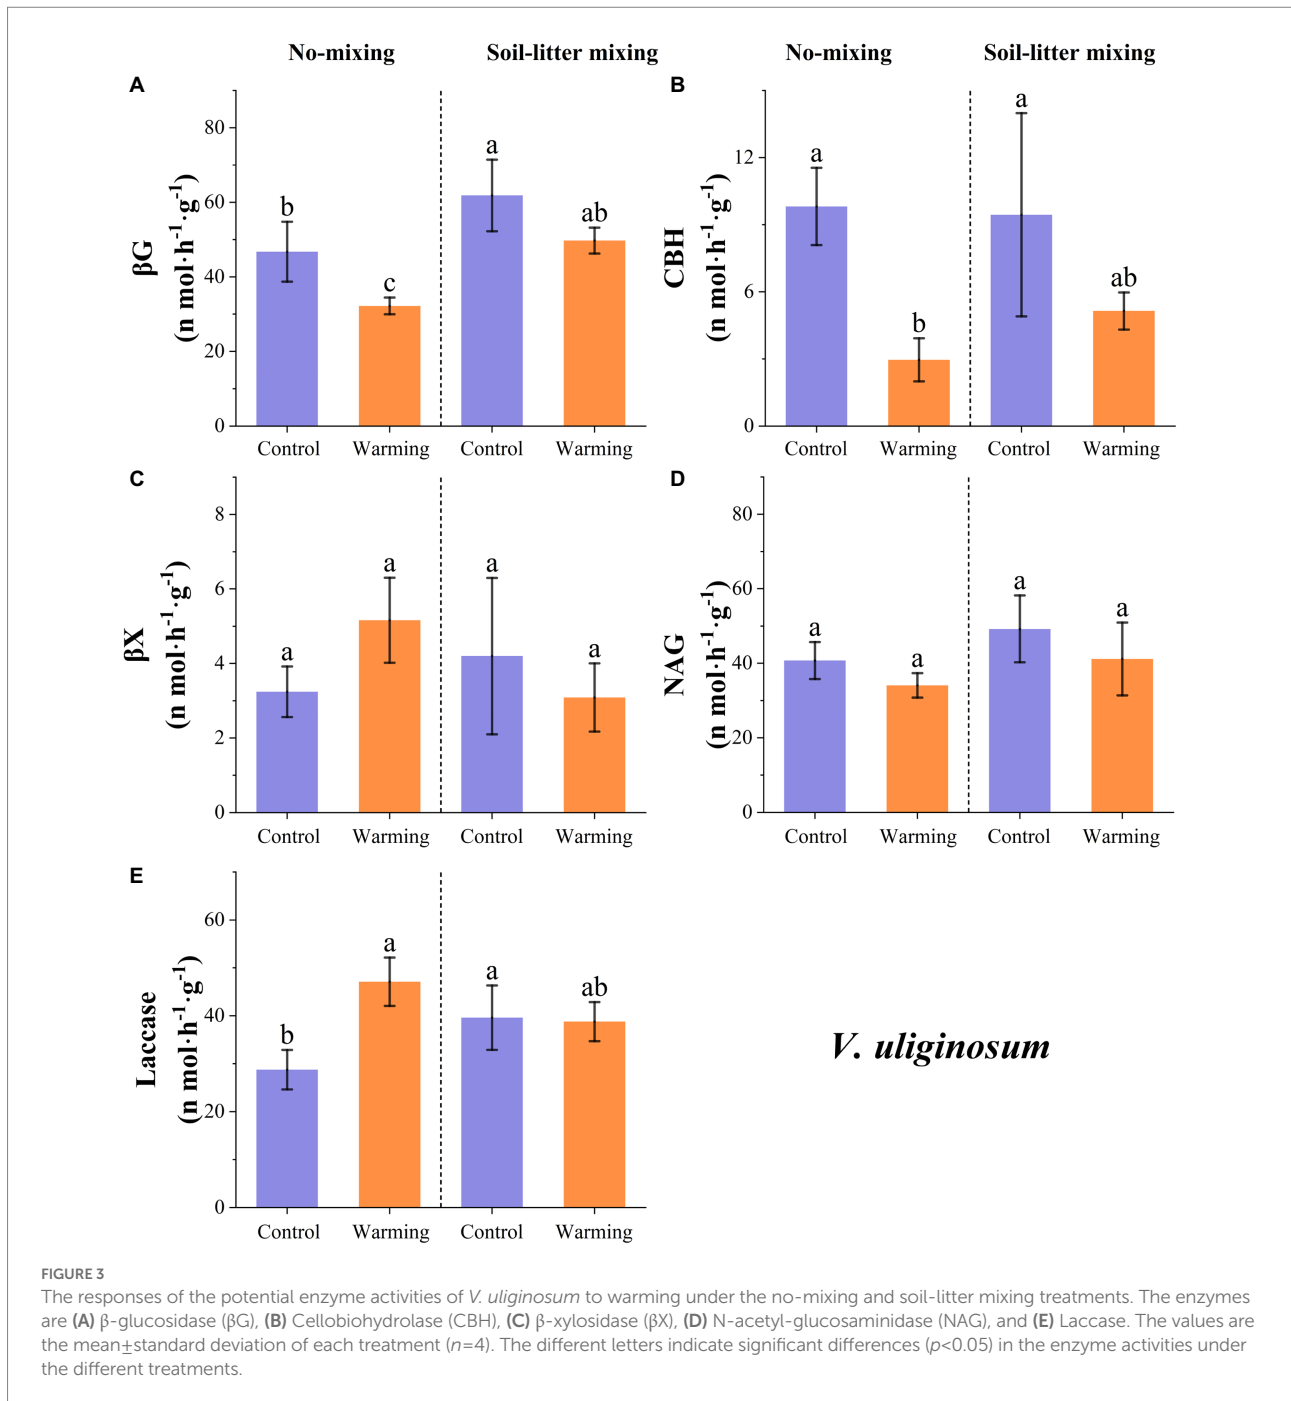 No-mixing Soil-litter mixing No-mixing Soil-litter mixing
A
βG
(n mol·h⁻¹·g⁻¹)
80
60
40
20
0
b
c
a
ab
Control Warming Control Warming
B
CBH
(n mol·h⁻¹·g⁻¹)
12
6
0
a
b
a
ab
Control Warming Control Warming
C
βX
(n mol·h⁻¹·g⁻¹)
8
6
4
2
0
a
a
a
a
Control Warming Control Warming
D
NAG
(n mol·h⁻¹·g⁻¹)
80
60
40
20
0
a
a
a
a
Control Warming Control Warming
E
Laccase
(n mol·h⁻¹·g⁻¹)
60
40
20
0
b
a
a
ab
Control Warming Control Warming
V. uliginosum
FIGURE 3
The responses of the potential enzyme activities of V. uliginosum to warming under the no-mixing and soil-litter mixing treatments. The enzymes
are (A) β-glucosidase (βG), (B) Cellobiohydrolase (CBH), (C) β-xylosidase (βX), (D) N-acetyl-glucosaminidase (NAG), and (E) Laccase. The values are
the mean±standard deviation of each treatment (n=4). The different letters indicate significant differences (p<0.05) in the enzyme activities under
the different treatments.